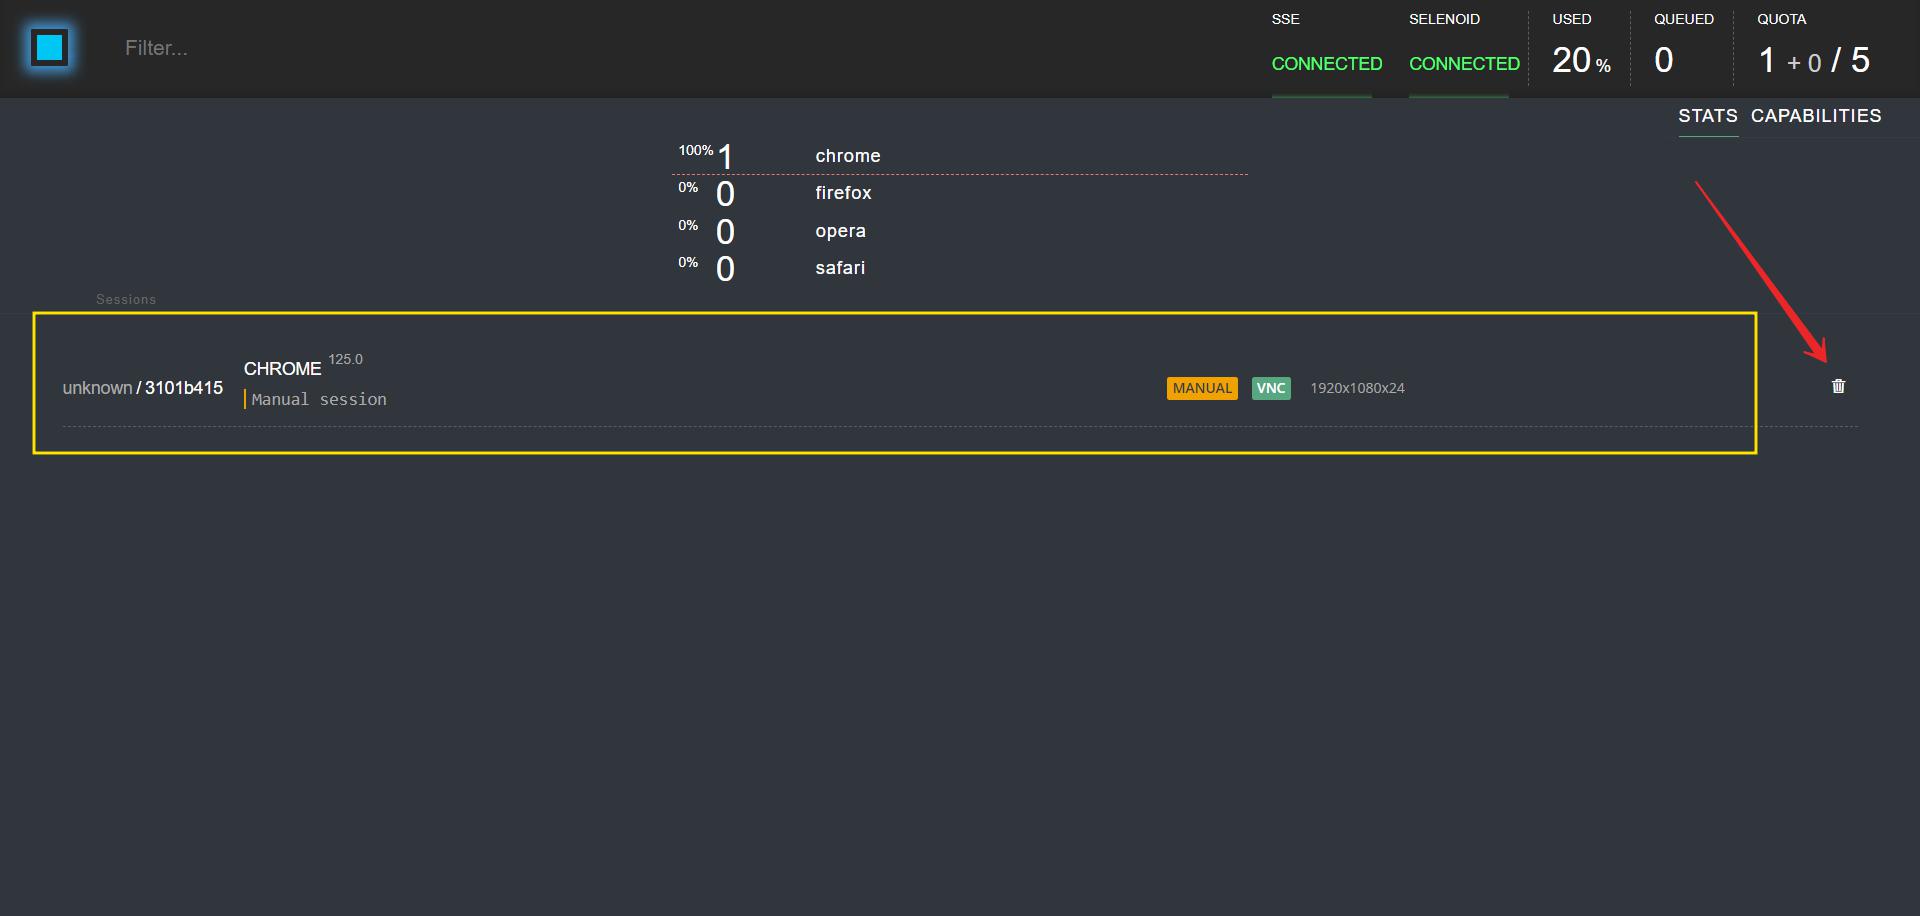 Filter...
SSE
CONNECTED
SELENOID
CONNECTED
USED
20 %
QUEUED
0
QUOTA
1 + 0 / 5
STATS CAPABILITIES
100% 1 chrome
0% 0 firefox
0% 0 opera
0% 0 safari
Sessions
unknown / 3101b415
CHROME 125.0
Manual session
MANUAL VNC 1920x1080x24